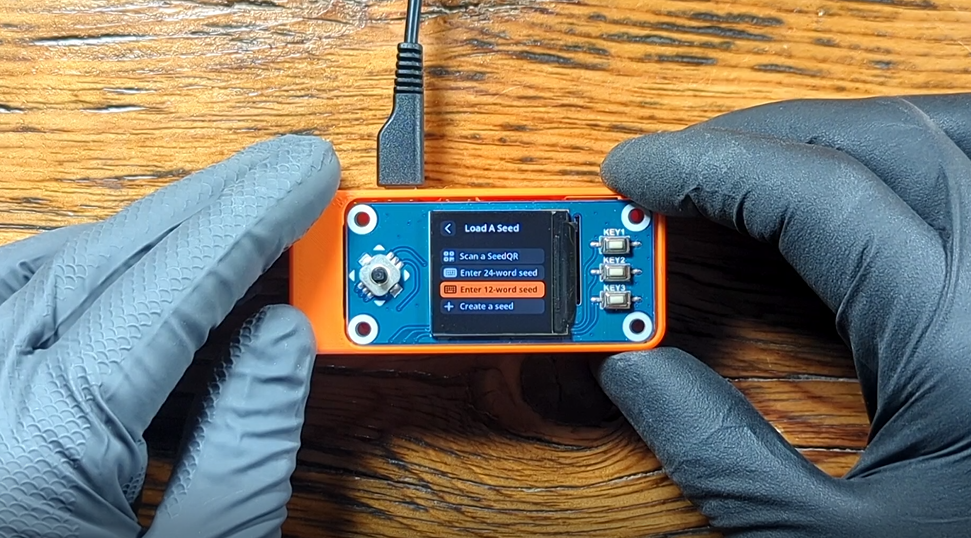 Load A Seed
Scan a SeedQR
Enter 24-word seed
Enter 12-word seed
Create a seed
KEY1
KEY2
KEY3